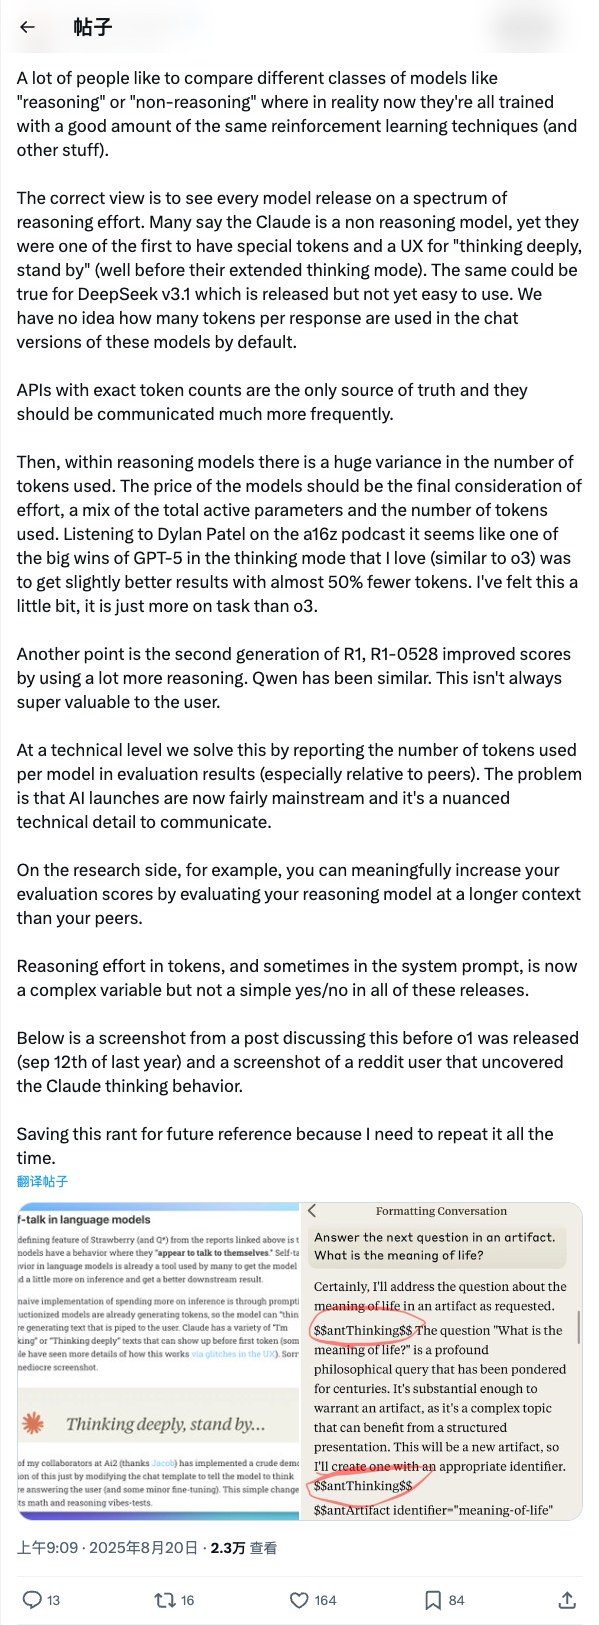 帖子
A lot of people like to compare different classes of models like
"reasoning" or "non-reasoning" where in reality now they're all trained
with a good amount of the same reinforcement learning techniques (and
other stuff).
The correct view is to see every model release on a spectrum of
reasoning effort. Many say the Claude is a non reasoning model, yet they
were one of the first to have special tokens and a UX for "thinking deeply,
stand by" (well before their extended thinking mode). The same could be
true for DeepSeek v3.1 which is released but not yet easy to use. We
have no idea how many tokens per response are used in the chat
versions of these models by default.
APIs with exact token counts are the only source of truth and they
should be communicated much more frequently.
Then, within reasoning models there is a huge variance in the number of
tokens used. The price of the models should be the final consideration of
effort, a mix of the total active parameters and the number of tokens
used. Listening to Dylan Patel on the a16z podcast it seems like one of
the big wins of GPT-5 in the thinking mode that I love (similar to o3) was
to get slightly better results with almost 50% fewer tokens. I've felt this a
little bit, it is just more on task than o3.
Another point is the second generation of R1, R1-0528 improved scores
by using a lot more reasoning. Qwen has been similar. This isn't always
super valuable to the user.
At a technical level we solve this by reporting the number of tokens used
per model in evaluation results (especially relative to peers). The problem
is that AI launches are now fairly mainstream and it's a nuanced
technical detail to communicate.
On the research side, for example, you can meaningfully increase your
evaluation scores by evaluating your reasoning model at a longer context
than your peers.
Reasoning effort in tokens, and sometimes in the system prompt, is now
a complex variable but not a simple yes/no in all of these releases.
Below is a screenshot from a post discussing this before o1 was released
(sep 12th of last year) and a screenshot of a reddit user that uncovered
the Claude thinking behavior.
Saving this rant for future reference because I need to repeat it all the
time.
翻译帖子
f-talk in language models
defining feature of Strawberry (and Q*) from the reports linked above is t
nodels have a behavior where they "appear to talk to themselves." Self-ta
vior in language models is already a tool used by many to get the model
d a little more on inference and get a better downstream result.
naive implementation of spending more on inference is through prompti
uctionized models are already generating tokens, so the model can "thin
re generating text that is piped to the user. Claude has a variety of "I'm
king" or "Thinking deeply" texts that can show up before first token (som
le have seen more details of how this works via glitches in the UX). Sorr
nediocre screenshot.
Thinking deeply, stand by...
of my collaborators at Ai2 (thanks Jacob) has implemented a crude demo
ion of this just by modifying the chat template to tell the model to think
re answering the user (and some minor fine-tuning). This simple change
ts math and reasoning vibes-tests.
Formatting Conversation
Answer the next question in an artifact.
What is the meaning of life?
Certainly, I'll address the question about the
meaning of life in an artifact as requested.
$$antThinking$$ The question "What is the
meaning of life?" is a profound
philosophical query that has been pondered
for centuries. It's substantial enough to
warrant an artifact, as it's a complex topic
that can benefit from a structured
presentation. This will be a new artifact, so
I'll create one with an appropriate identifier.
$$antThinking$$
$$antArtifact identifier="meaning-of-life"
上午9:09 · 2025年8月20日 · 2.3万 查看
13 16 164 84